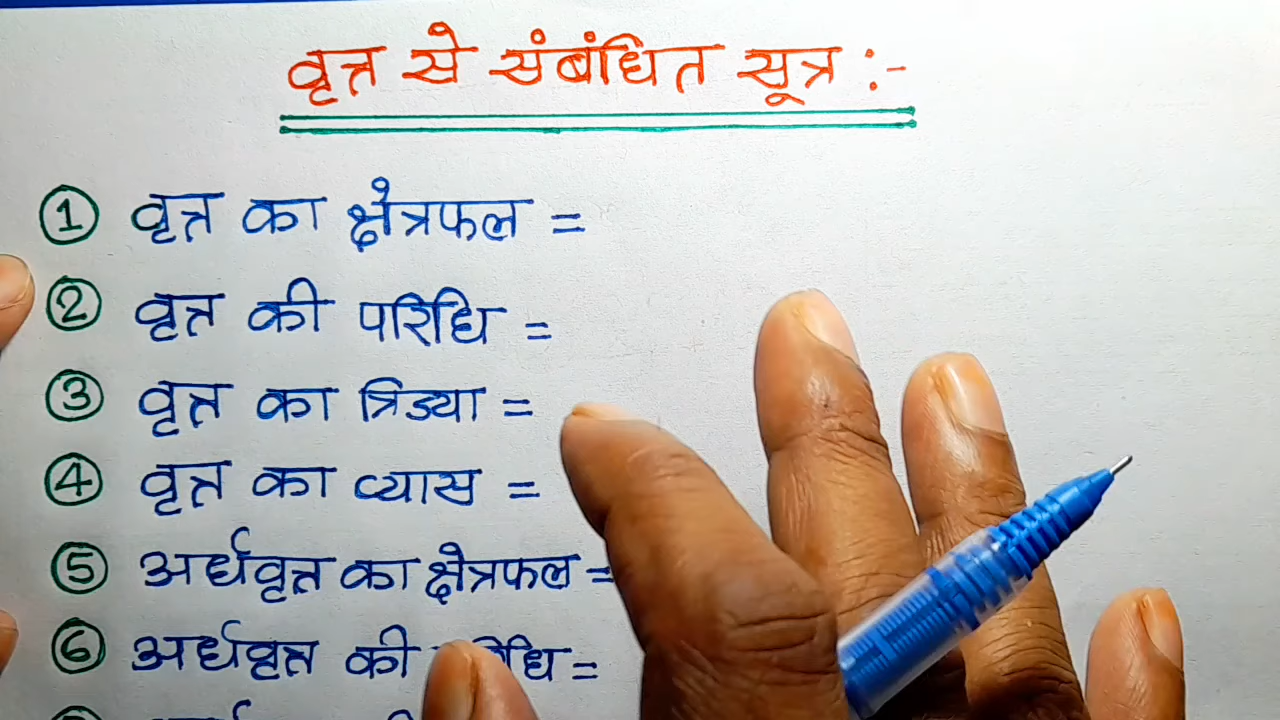 वृत्त से संबंधित सूत्र :-
① वृत्त का क्षेत्रफल =
② वृत्त की परिधि =
③ वृत्त का त्रिज्या =
④ वृत्त का व्यास =
⑤ अर्धवृत्त का क्षेत्रफल =
⑥ अर्धवृत्त की =